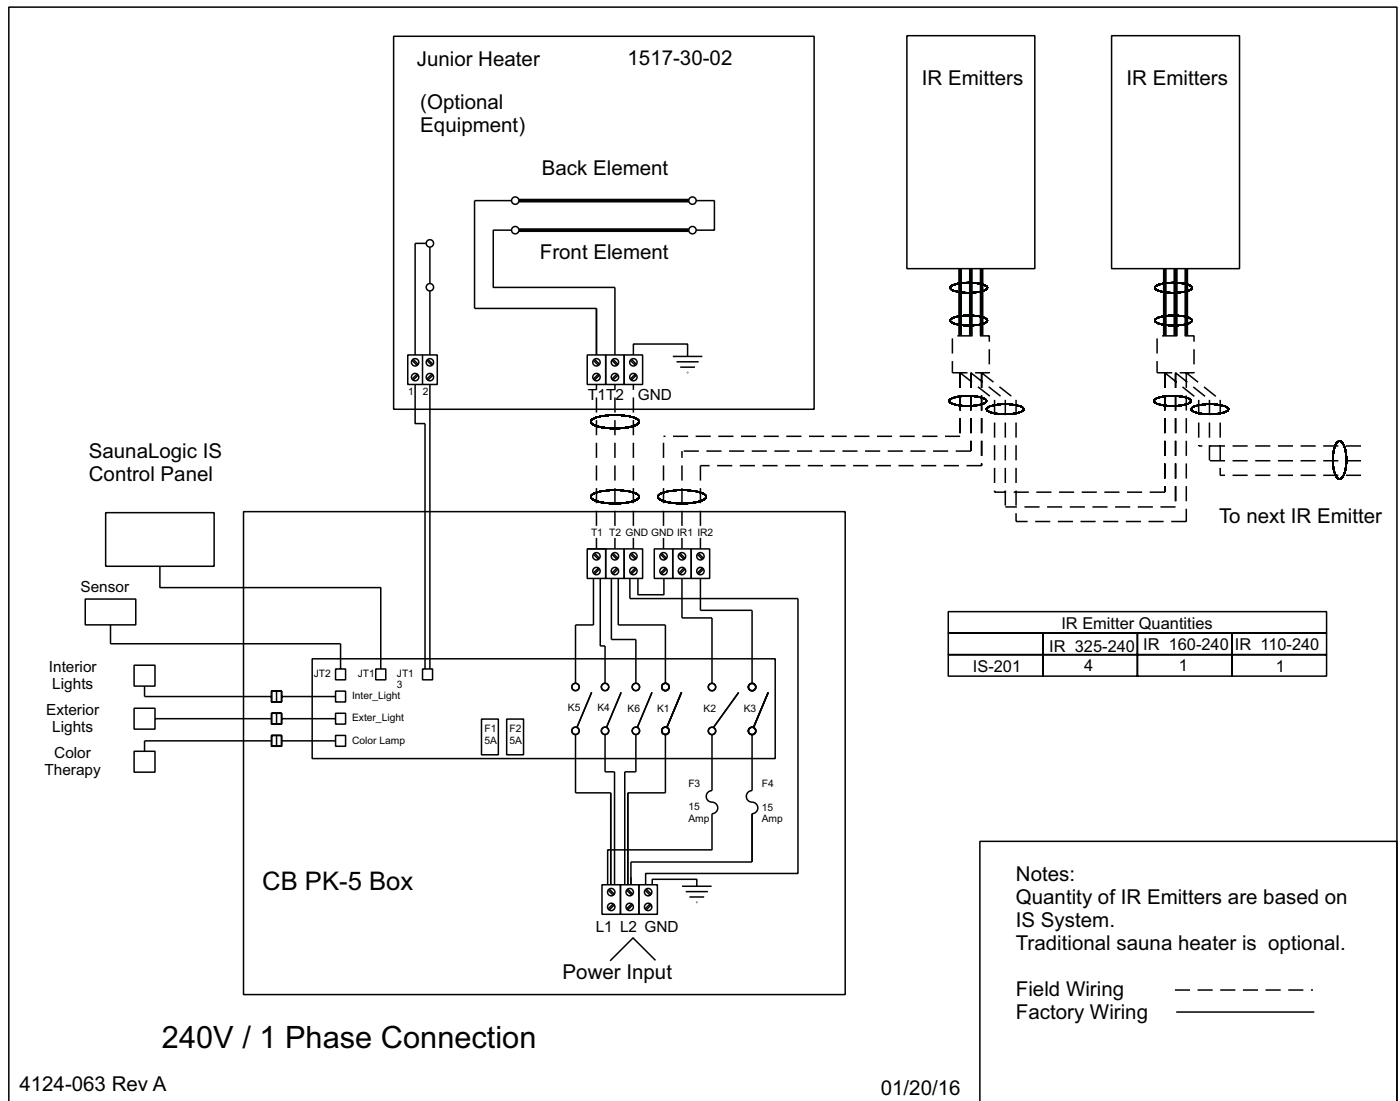 Junior Heater 1517-30-02
(Optional
Equipment)
Back Element
Front Element
1 2
T1 T2 GND
IR Emitters
IR Emitters
To next IR Emitter
SaunaLogic IS
Control Panel
Sensor
Interior
Lights
Exterior
Lights
Color
Therapy
T1 T2 GND GND IR1 IR2
JT2 JT1 JT1
3
Inter_Light
Exter_Light
Color Lamp
F1
5A
F2
5A
K5 K4 K6 K1 K2 K3
F3
15
Amp
F4
15
Amp
CB PK-5 Box
L1 L2 GND
Power Input
IR Emitter Quantities
IR 325-240 IR 160-240 IR 110-240
IS-201 4 1 1
Notes:
Quantity of IR Emitters are based on
IS System.
Traditional sauna heater is optional.
Field Wiring
Factory Wiring
240V / 1 Phase Connection
4124-063 Rev A
01/20/16